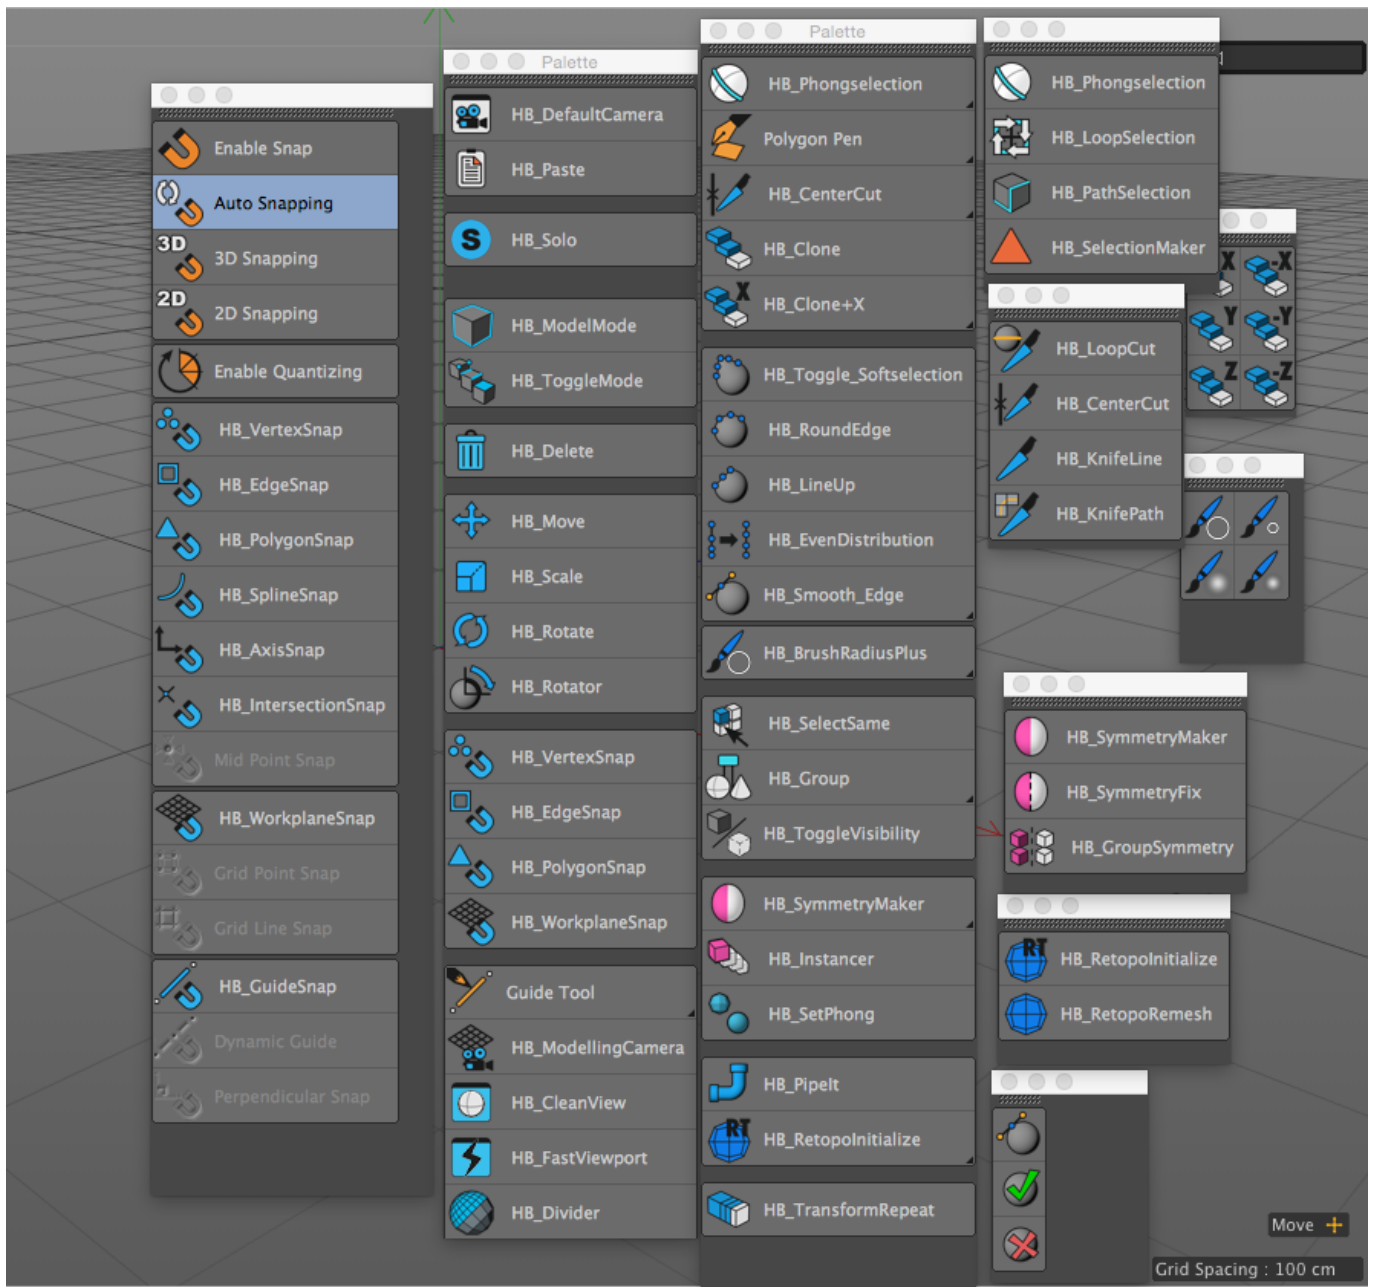 Enable Snap
Auto Snapping
3D
3D Snapping
2D
2D Snapping
Enable Quantizing
HB_VertexSnap
HB_EdgeSnap
HB_PolygonSnap
HB_SplineSnap
HB_AxisSnap
HB_IntersectionSnap
Mid Point Snap
HB_WorkplaneSnap
Grid Point Snap
Grid Line Snap
HB_GuideSnap
Dynamic Guide
Perpendicular Snap
Palette
HB_DefaultCamera
HB_Paste
S
HB_Solo
HB_ModelMode
HB_ToggleMode
HB_Delete
HB_Move
HB_Scale
HB_Rotate
HB_Rotator
HB_VertexSnap
HB_EdgeSnap
HB_PolygonSnap
HB_WorkplaneSnap
Guide Tool
HB_ModellingCamera
HB_CleanView
HB_FastViewport
HB_Divider
Palette
HB_Phongselection
Polygon Pen
HB_CenterCut
HB_Clone
X
HB_Clone+X
HB_Toggle_Softselection
HB_RoundEdge
HB_LineUp
HB_EvenDistribution
HB_Smooth_Edge
HB_BrushRadiusPlus
HB_SelectSame
HB_Group
HB_ToggleVisibility
HB_SymmetryMaker
HB_Instancer
HB_SetPhong
HB_PipeIt
RT
HB_RetopoInitialize
HB_TransformRepeat
HB_Phongselection
HB_LoopSelection
HB_PathSelection
HB_SelectionMaker
X -X
Y -Y
Z -Z
HB_LoopCut
HB_CenterCut
HB_KnifeLine
HB_KnifePath
HB_SymmetryMaker
HB_SymmetryFix
HB_GroupSymmetry
RT
HB_RetopoInitialize
HB_RetopoRemesh
Move
Grid Spacing : 100 cm